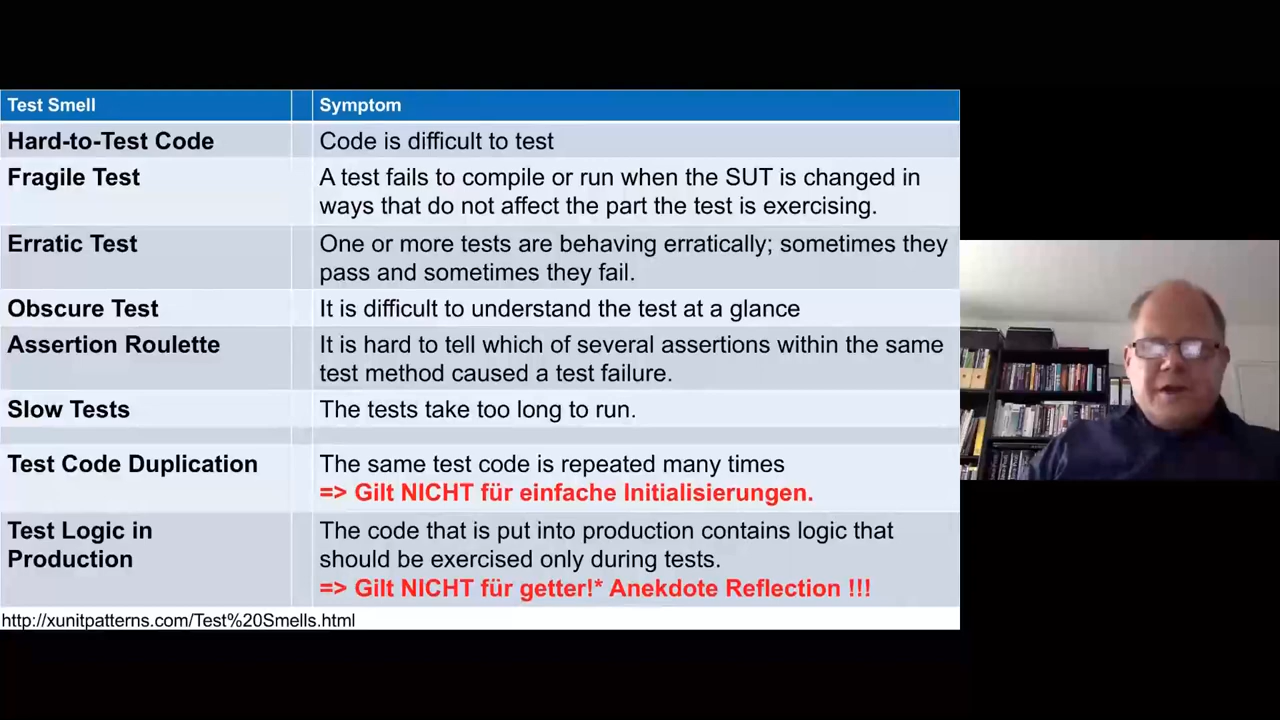 Test Smell Symptom
Hard-to-Test Code Code is difficult to test
Fragile Test A test fails to compile or run when the SUT is changed in
ways that do not affect the part the test is exercising.
Erratic Test One or more tests are behaving erratically; sometimes they
pass and sometimes they fail.
Obscure Test It is difficult to understand the test at a glance
Assertion Roulette It is hard to tell which of several assertions within the same
test method caused a test failure.
Slow Tests The tests take too long to run.
Test Code Duplication The same test code is repeated many times
=> Gilt NICHT für einfache Initialisierungen.
Test Logic in The code that is put into production contains logic that
Production should be exercised only during tests.
=> Gilt NICHT für getter!* Anekdote Reflection !!!
http://xunitpatterns.com/Test%20Smells.html